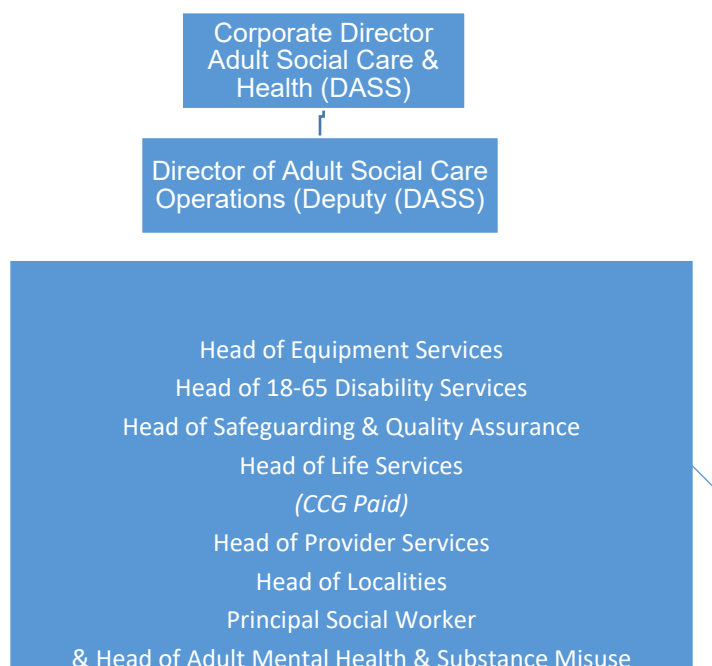 Corporate Director
Adult Social Care &
Health (DASS)
Director of Adult Social Care
Operations (Deputy (DASS)
Head of Equipment Services
Head of 18-65 Disability Services
Head of Safeguarding & Quality Assurance
Head of Life Services
(CCG Paid)
Head of Provider Services
Head of Localities
Principal Social Worker
& Head of Adult Mental Health & Substance Misuse